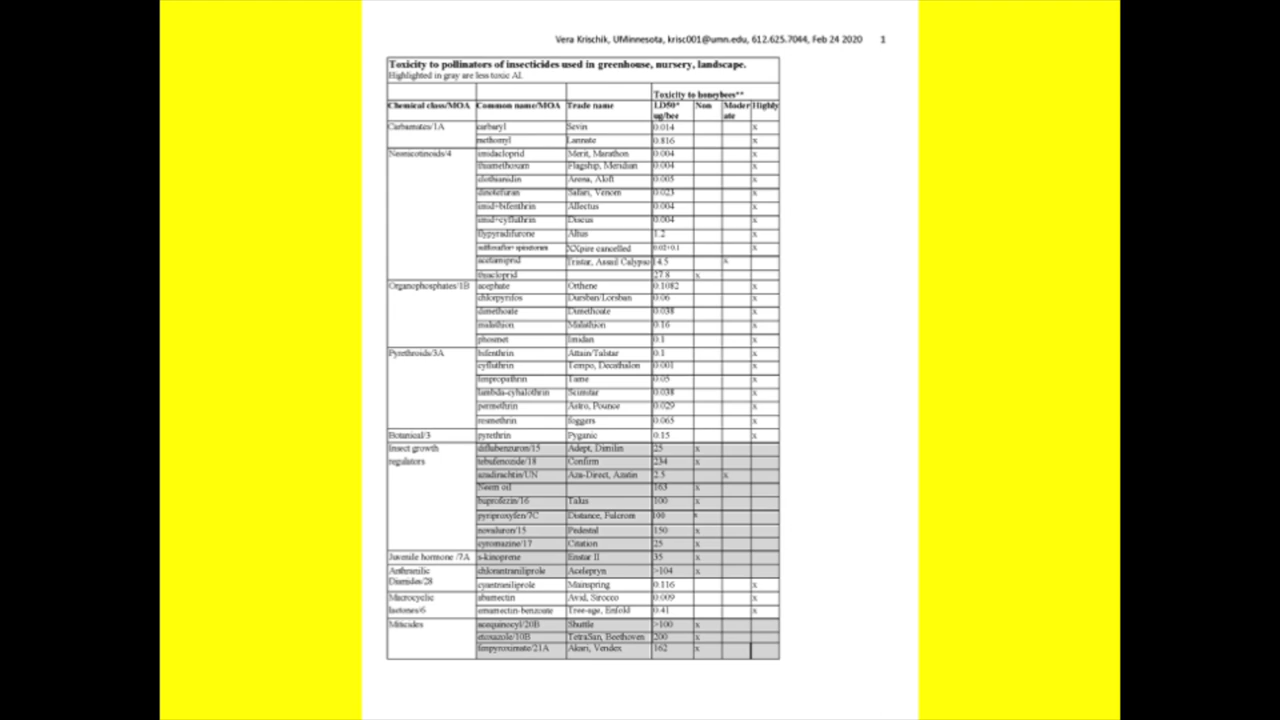 Vera Krischik, UMinnesota, krisc001@umn.edu, 612.625.7044, Feb 24 2020 1
Toxicity to pollinators of insecticides used in greenhouse, nursery, landscape.
Highlighted in gray are less toxic AI.
Toxicity to honeybees**
Chemical class/MOA Common name/MOA Trade name LD50* ug/bee Non Moder ate Highly
Carbamates/1A carbaryl Sevin 0.014 x
methomyl Lannate 0.816 x
Neonicotinoids/4 imidacloprid Merit, Marathon 0.004 x
thiamethoxam Flagship, Meridian 0.004 x
clothianidin Arena, Aloft 0.005 x
dinotefuran Safari, Venom 0.023 x
imid+bifenthrin Allectus 0.004 x
imid+cyfluthrin Discus 0.004 x
flypyradifurone Altus 1.2 x
sulfoxaflor+ spinetoram XXpire cancelled 0.02+0.1 x
acetamiprid Tristar, Assail Calypso 14.5 x
thiacloprid 27.8 x
Organophosphates/1B acephate Orthene 0.1082 x
chlorpyrifos Dursban/Lorsban 0.06 x
dimethoate Dimethoate 0.038 x
malathion Malathion 0.16 x
phosmet Imidan 0.1 x
Pyrethroids/3A bifenthrin Attain/Talstar 0.1 x
cyfluthrin Tempo, Decathalon 0.001 x
fenpropathrin Tame 0.05 x
lambda-cyhalothrin Scimitar 0.038 x
permethrin Astro, Pounce 0.029 x
resmethrin foggers 0.065 x
Botanical/3 pyrethrin Pyganic 0.15 x
Insect growth diflubenzuron/15 Adept, Dimilin 25 x
regulators tebufenozide/18 Confirm 234 x
azadirachtin/UN Aza-Direct, Azatin 2.5 x
Neem oil 163 x
buprofezin/16 Talus 100 x
pyriproxyfen/7C Distance, Fulcrom 100 x
novaluron/15 Pedestal 150 x
cyromazine/17 Citation 25 x
Juvenile hormone /7A s-kinoprene Enstar II 35 x
Anthranilic chlorantraniliprole Acelepryn >104 x
Diamides/28 cyantraniliprole Mainspring 0.116 x
Macrocyclic abamectin Avid, Sirocco 0.009 x
lactones/6 emamectin-benzoate Tree-age, Enfold 0.41 x
Miticides acequinocyl/20B Shuttle >100 x
etoxazole/10B TetraSan, Beethoven 200 x
fenpyroximate/21A Akari, Vendex 162 x